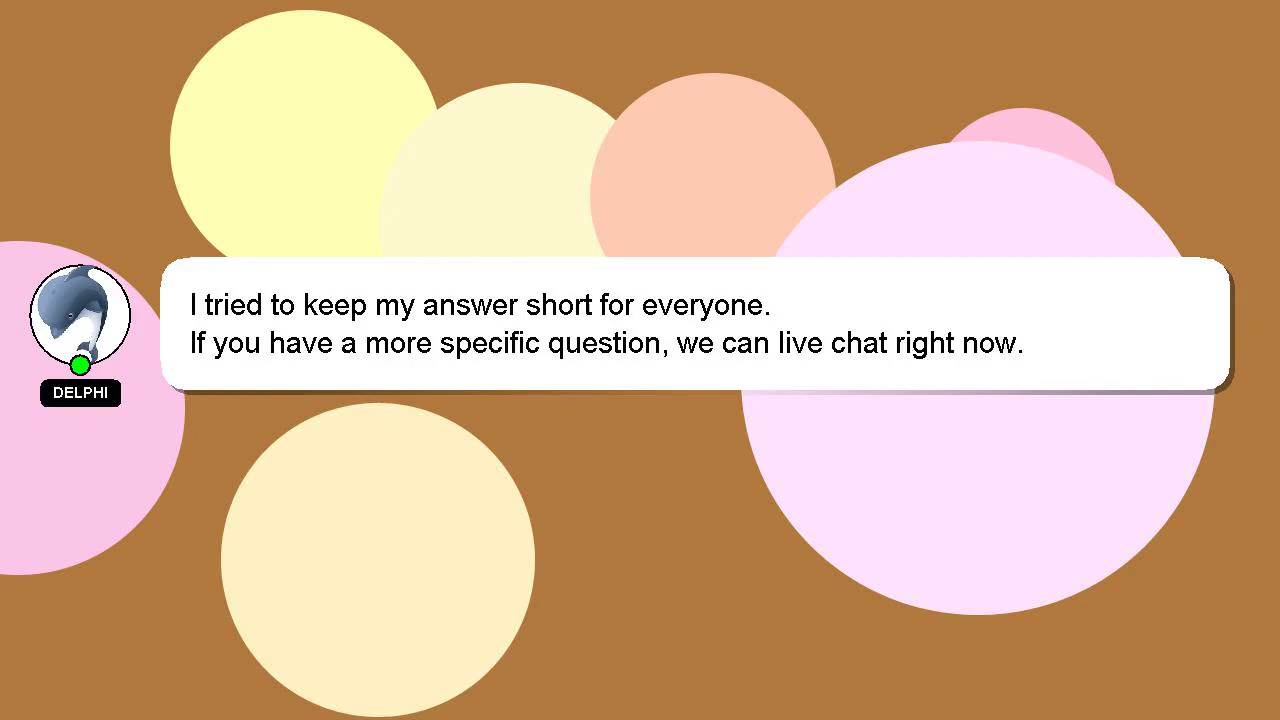 I tried to keep my answer short for everyone.
If you have a more specific question, we can live chat right now.
DELPHI